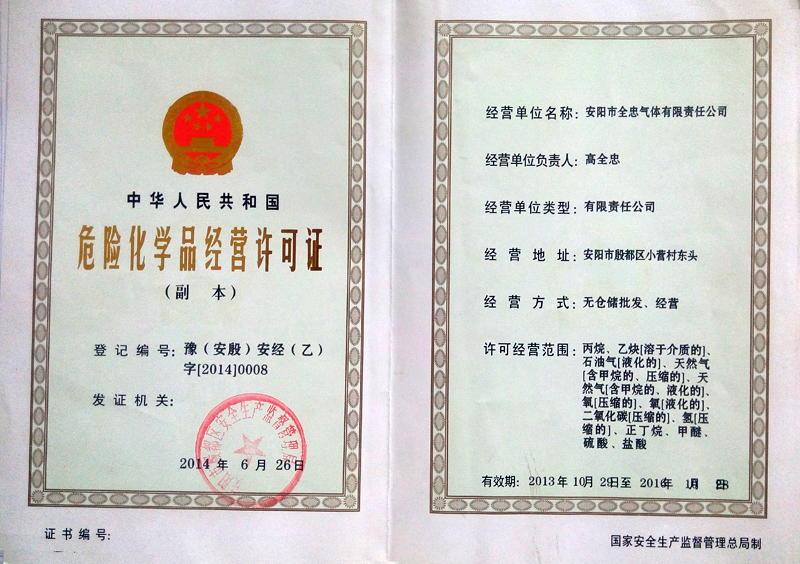 中华人民共和国
危险化学品经营许可证
（副 本）
登记编号：豫（安殷）安经（乙）
字[2014]0008
发证机关：
2014 年 6 月 26日
证书编号：
经营单位名称：安阳市全忠气体有限责任公司
经营单位负责人：高全忠
经营单位类型：有限责任公司
经营地址：安阳市殷都区小营村东头
经营方式：无仓储批发、经营
许可经营范围：丙烷、乙炔[溶于介质的]、
石油气[液化的]、天然气
[含甲烷的、压缩的]、天
然气[含甲烷的、液化的]、
氧[压缩的]、氧[液化的]、
二氧化碳[压缩的]、氢[压
缩的]、正丁烷、甲醚、
硫酸、盐酸
有效期：2013年 10月 29日至 2016年 月 日
国家安全生产监督管理总局制